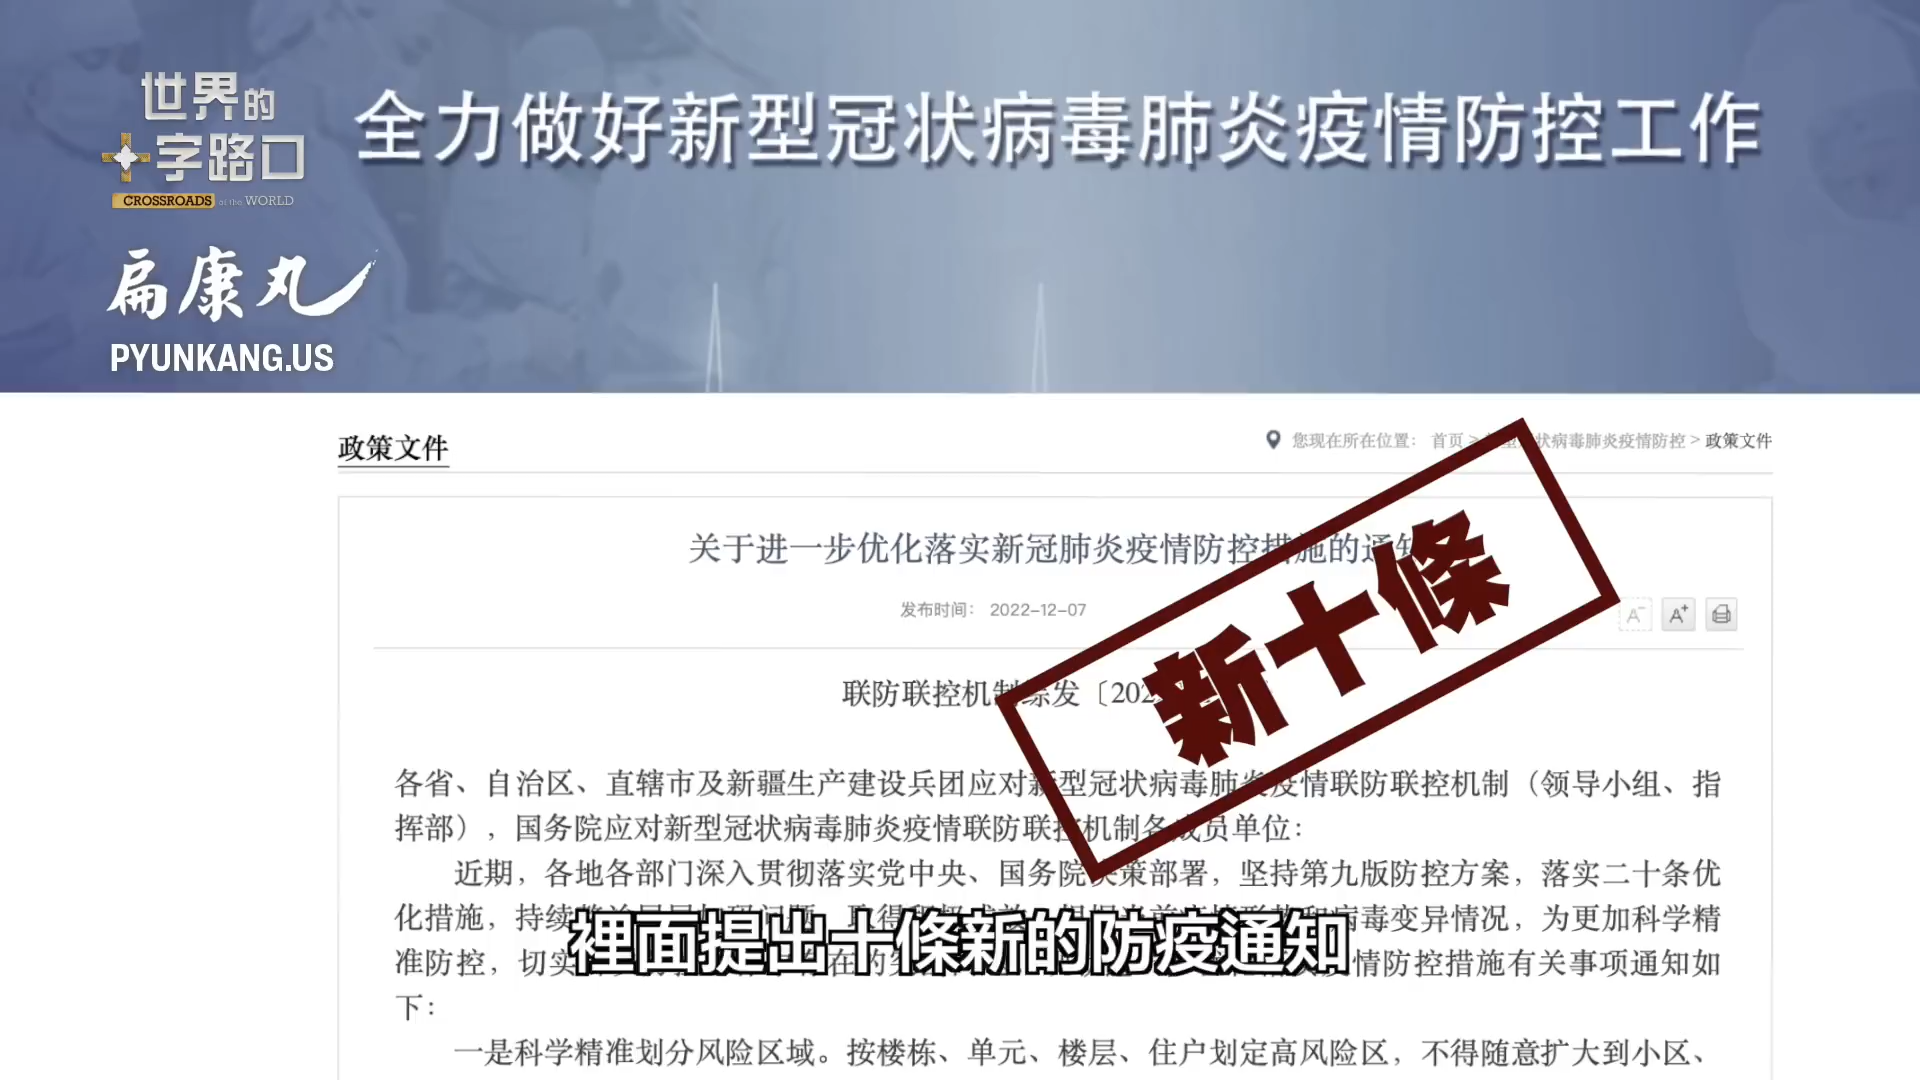 世界的
十字路口
CROSSROADS of the WORLD
全力做好新型冠状病毒肺炎疫情防控工作
扁康丸
PYUNKANG.US
政策文件
您现在所在位置： 首页 > 状病毒肺炎疫情防控 > 政策文件
关于进一步优化落实新冠肺炎疫情防控措施的通知
发布时间： 2022-12-07
A- A+
新十條
联防联控机制综发〔202
各省、自治区、直辖市及新疆生产建设兵团应对新型冠状病毒肺炎疫情联防联控机制（领导小组、指
挥部），国务院应对新型冠状病毒肺炎疫情联防联控机制各成员单位：
近期，各地各部门深入贯彻落实党中央、国务院决策部署，坚持第九版防控方案，落实二十条优
化措施，持续 病毒变异情况，为更加科学精
准防控，切实 情防控措施有关事项通知如
下：
裡面提出十條新的防疫通知
一是科学精准划分风险区域。按楼栋、单元、楼层、住户划定高风险区，不得随意扩大到小区、